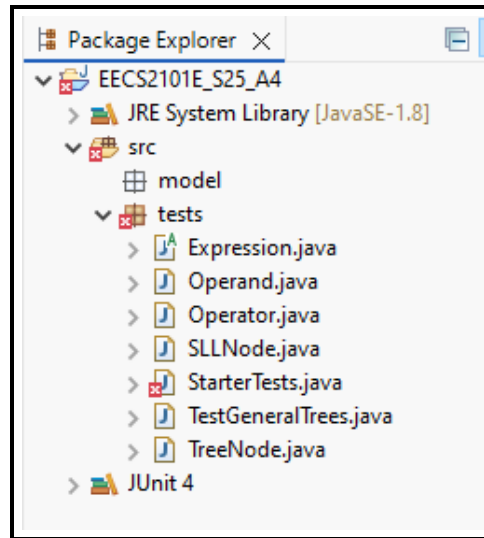 Package Explorer
EECS2101E_S25_A4
JRE System Library [JavaSE-1.8]
src
model
tests
Expression.java
Operand.java
Operator.java
SLLNode.java
StarterTests.java
TestGeneralTrees.java
TreeNode.java
JUnit 4